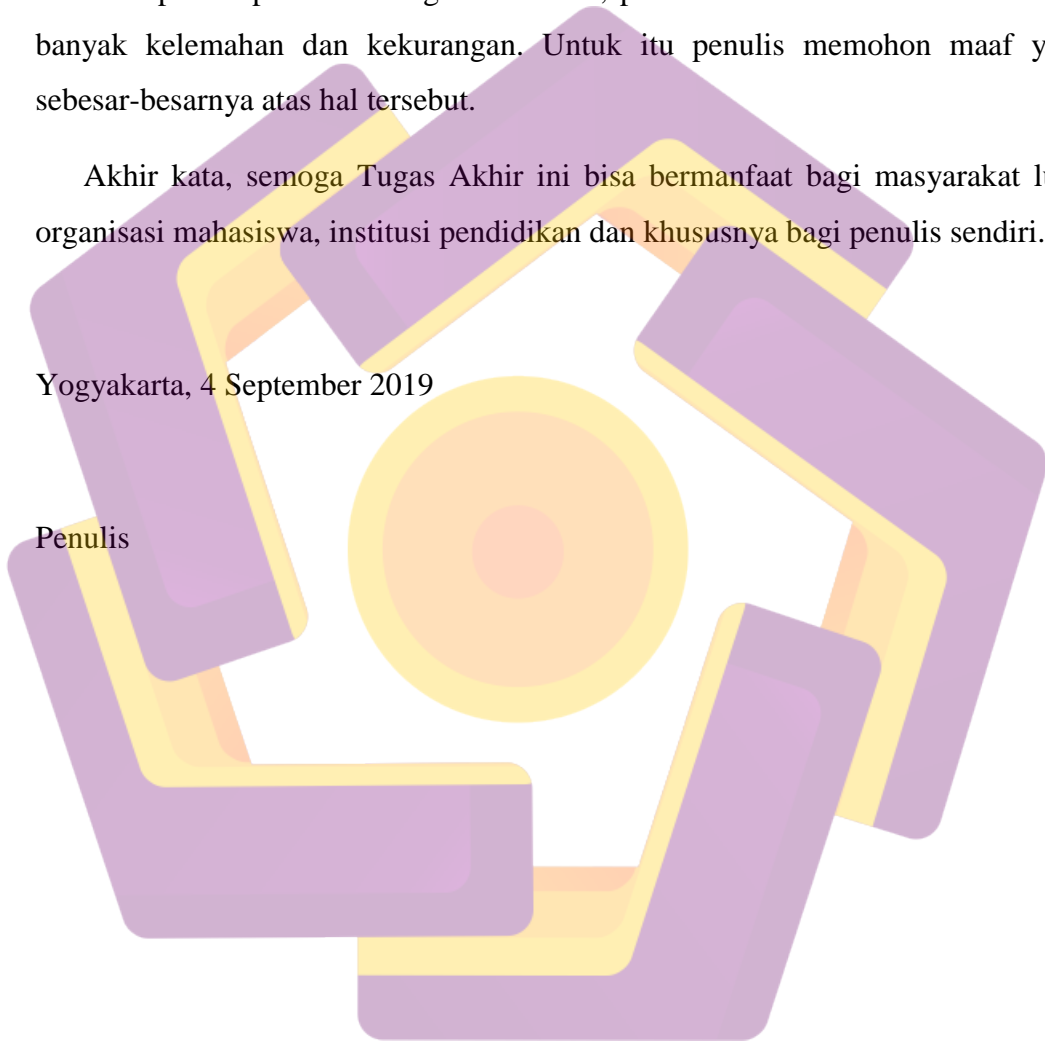 banyak kelemahan dan kekurangan. Untuk itu penulis memohon maaf y
sebesar-besarnya atas hal tersebut.
Akhir kata, semoga Tugas Akhir ini bisa bermanfaat bagi masyarakat lu
organisasi mahasiswa, institusi pendidikan dan khususnya bagi penulis sendiri.
Yogyakarta, 4 September 2019
Penulis